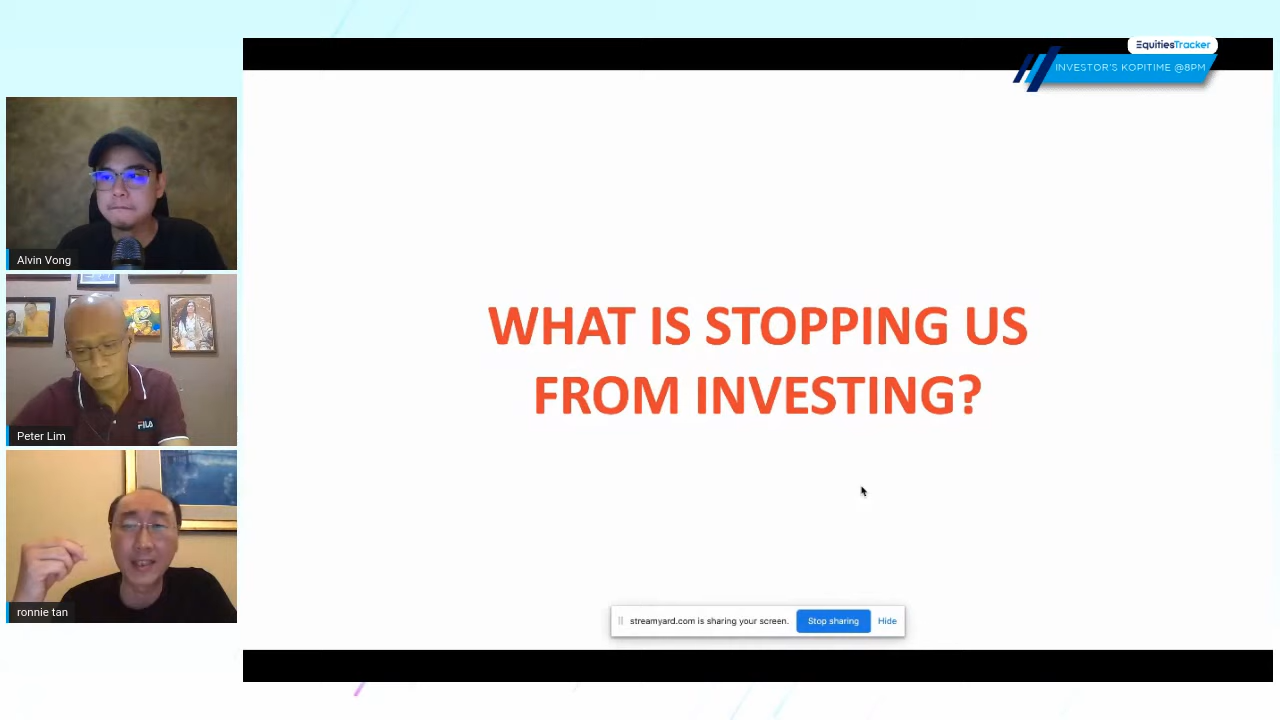 EquitiesTracker
INVESTOR'S KOPITIME @8PM
Alvin Vong
FILA
Peter Lim
ronnie tan
WHAT IS STOPPING US
FROM INVESTING?
streamyard.com is sharing your screen.
Stop sharing
Hide